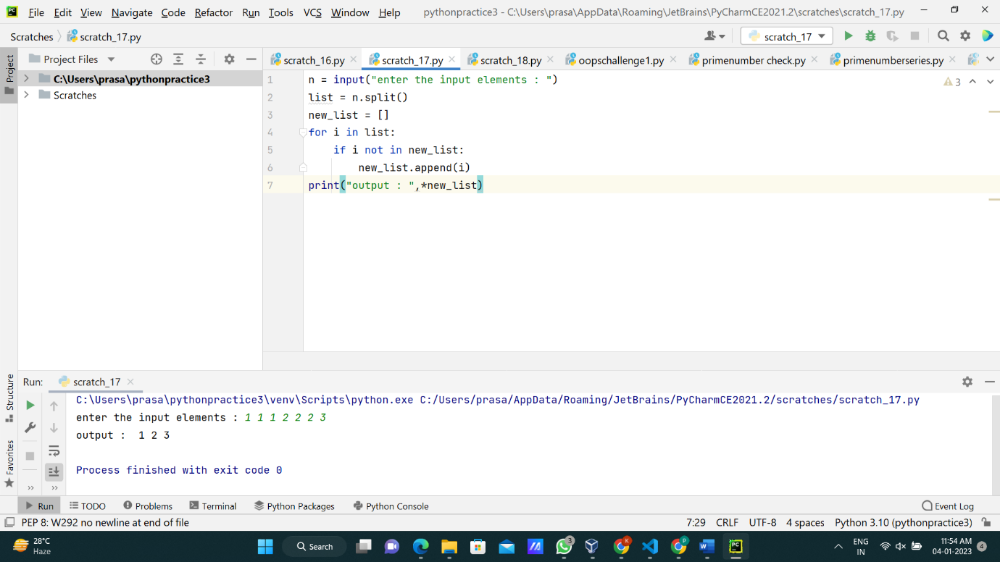 File Edit View Navigate Code Refactor Run Tools VCS Window Help pythonpractice3 - C:\Users\prasa\AppData\Roaming\JetBrains\PyCharmCE2021.2\scratches\scratch_17.py
Scratches scratch_17.py scratch_17
Project
Project Files
scratch_16.py scratch_17.py scratch_18.py oopschallenge1.py primenumber check.py primenumberseries.py
C:\Users\prasa\pythonpractice3
Scratches
3
1 n = input("enter the input elements : ")
2 list = n.split()
3 new_list = []
4 for i in list:
5     if i not in new_list:
6         new_list.append(i)
7 print("output : ",*new_list)
Structure
Favorites
Run: scratch_17
C:\Users\prasa\pythonpractice3\venv\Scripts\python.exe C:/Users/prasa/AppData/Roaming/JetBrains/PyCharmCE2021.2/scratches/scratch_17.py
enter the input elements : 1 1 1 2 2 2 3
output :  1 2 3
Process finished with exit code 0
Run TODO Problems Terminal Python Packages Python Console Event Log
PEP 8: W292 no newline at end of file 7:29 CRLF UTF-8 4 spaces Python 3.10 (pythonpractice3)
28°C
Haze
Search
3
K
P
ENG
IN
11:54 AM
04-01-2023
4